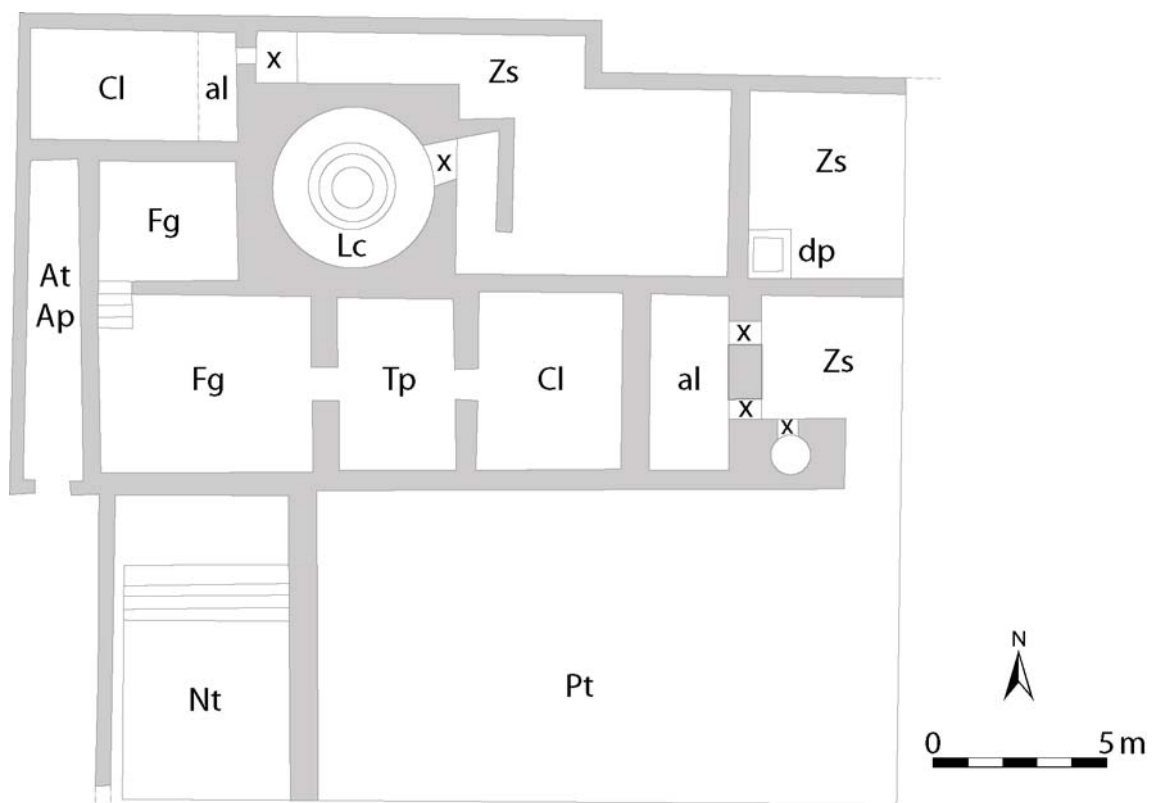 Cl al x Zs
x
Zs
Fg
Lc
dp
At
Ap
x
Fg Tp Cl al Zs
x
x
Nt Pt
N
0 5 m